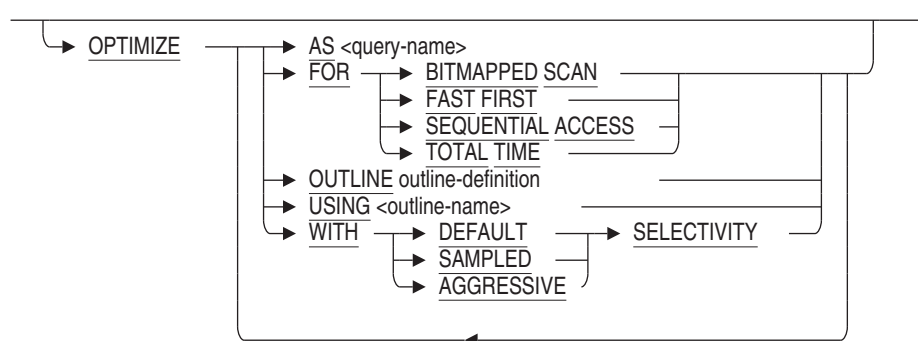 OPTIMIZE AS <query-name>
FOR BITMAPPED SCAN
FAST FIRST
SEQUENTIAL ACCESS
TOTAL TIME
OUTLINE outline-definition
USING <outline-name>
WITH DEFAULT SELECTIVITY
SAMPLED
AGGRESSIVE